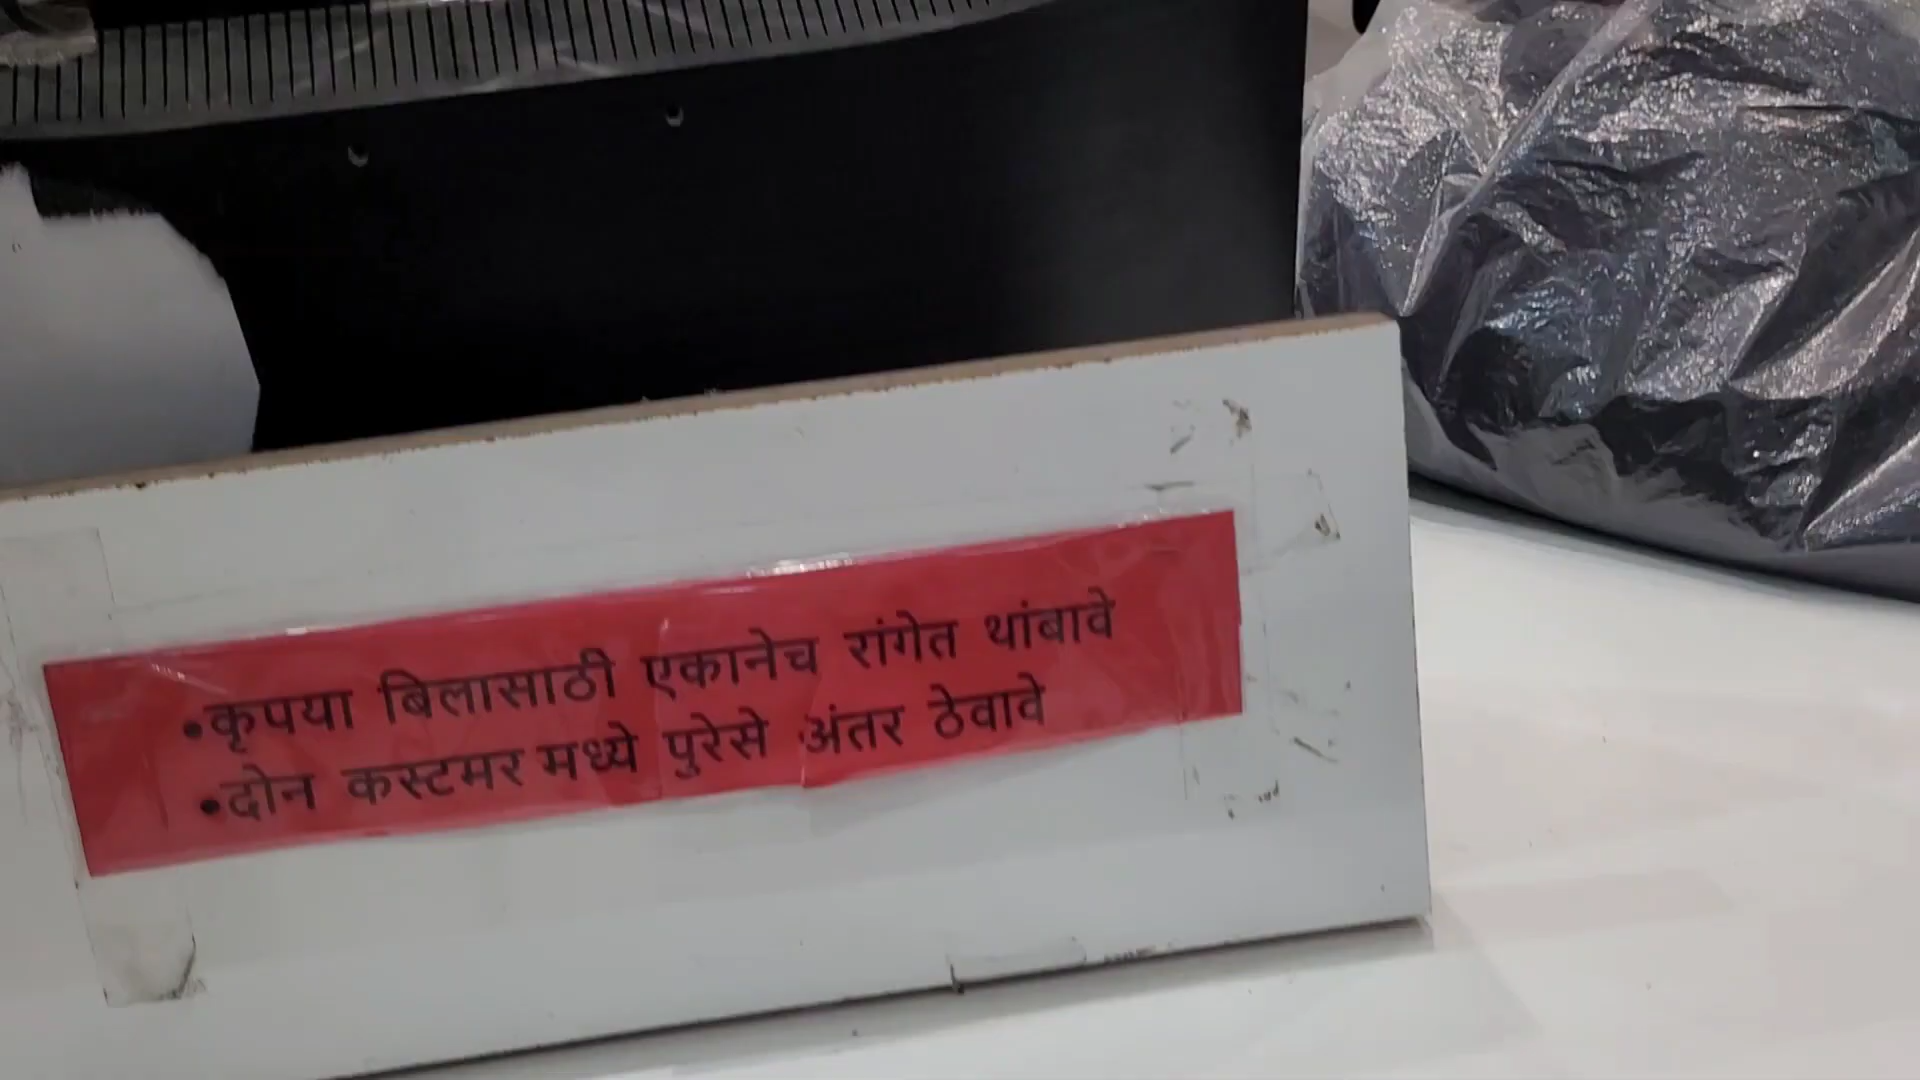 •कृपया बिलासाठी एकानेच रांगेत थांबावे
•दोन कस्टमर मध्ये पुरेसे अंतर ठेवावे